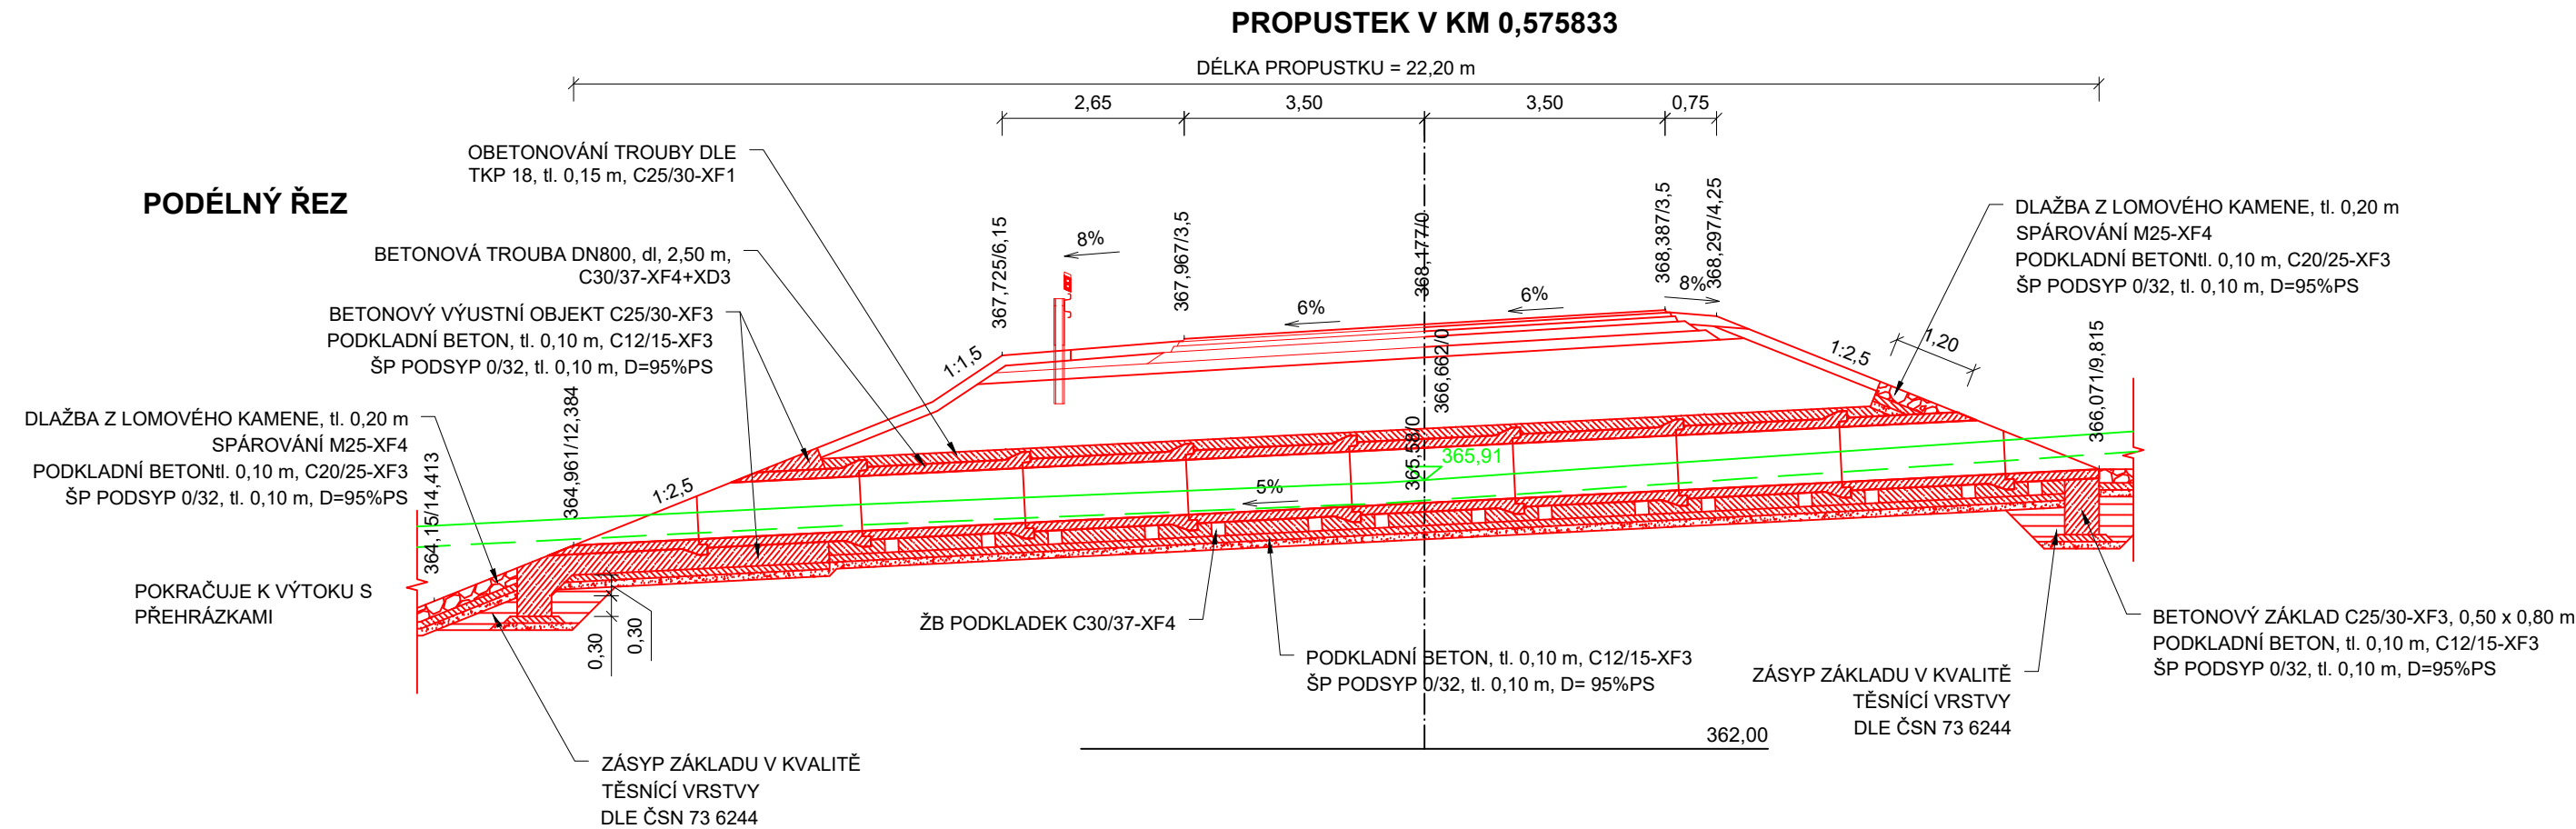 PROPUSTEK V KM 0,575833
DÉLKA PROPUSTKU = 22,20 m
2,65
3,50
3,50
0,75
PODÉLNÝ ŘEZ
OBETONOVÁNÍ TROUBY DLE
TKP 18, tl. 0,15 m, C25/30-XF1
BETONOVÁ TROUBA DN800, dl, 2,50 m,
C30/37-XF4+XD3
BETONOVÝ VÝUSTNÍ OBJEKT C25/30-XF3
PODKLADNÍ BETON, tl. 0,10 m, C12/15-XF3
ŠP PODSYP 0/32, tl. 0,10 m, D=95%PS
DLAŽBA Z LOMOVÉHO KAMENE, tl. 0,20 m
SPÁROVÁNÍ M25-XF4
PODKLADNÍ BETONtl. 0,10 m, C20/25-XF3
ŠP PODSYP 0/32, tl. 0,10 m, D=95%PS
364,15/14,413
364,961/12,384
1:2,5
1:1,5
367,725/6,15
8%
367,967/3,5
6%
368,177/0
6%
368,387/3,5
8%
368,297/4,25
366,662/0
365,58/0
365,91
5%
1:2,5
1,20
366,071/9,815
DLAŽBA Z LOMOVÉHO KAMENE, tl. 0,20 m
SPÁROVÁNÍ M25-XF4
PODKLADNÍ BETONtl. 0,10 m, C20/25-XF3
ŠP PODSYP 0/32, tl. 0,10 m, D=95%PS
POKRAČUJE K VÝTOKU S
PŘEHRÁZKAMI
0,30
0,30
ŽB PODKLADEK C30/37-XF4
PODKLADNÍ BETON, tl. 0,10 m, C12/15-XF3
ŠP PODSYP 0/32, tl. 0,10 m, D= 95%PS
BETONOVÝ ZÁKLAD C25/30-XF3, 0,50 x 0,80 m
PODKLADNÍ BETON, tl. 0,10 m, C12/15-XF3
ŠP PODSYP 0/32, tl. 0,10 m, D=95%PS
ZÁSYP ZÁKLADU V KVALITĚ
TĚSNÍCÍ VRSTVY
DLE ČSN 73 6244
362,00
ZÁSYP ZÁKLADU V KVALITĚ
TĚSNÍCÍ VRSTVY
DLE ČSN 73 6244